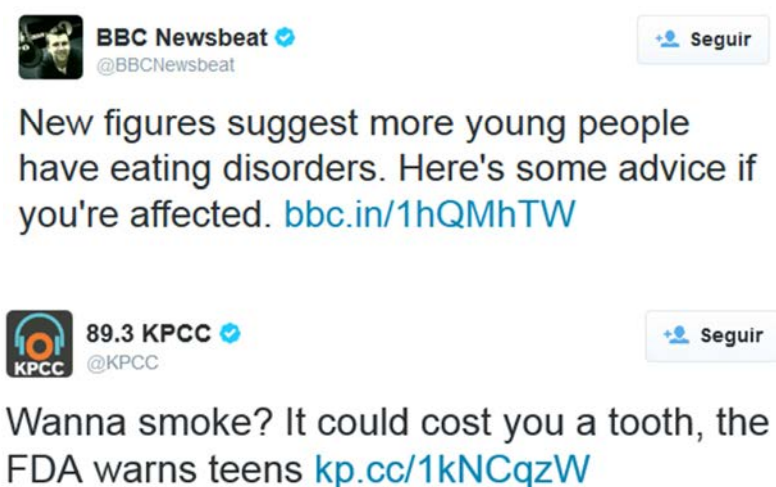 BBC Newsbeat
Seguir
@BBCNewsbeat
New figures suggest more young people
have eating disorders. Here's some advice if
you're affected. bbc.in/1hQMhTW
89.3 KPCC
Seguir
KPCC
@KPCC
Wanna smoke? It could cost you a tooth, the
FDA warns teens kp.cc/1kNCqzW